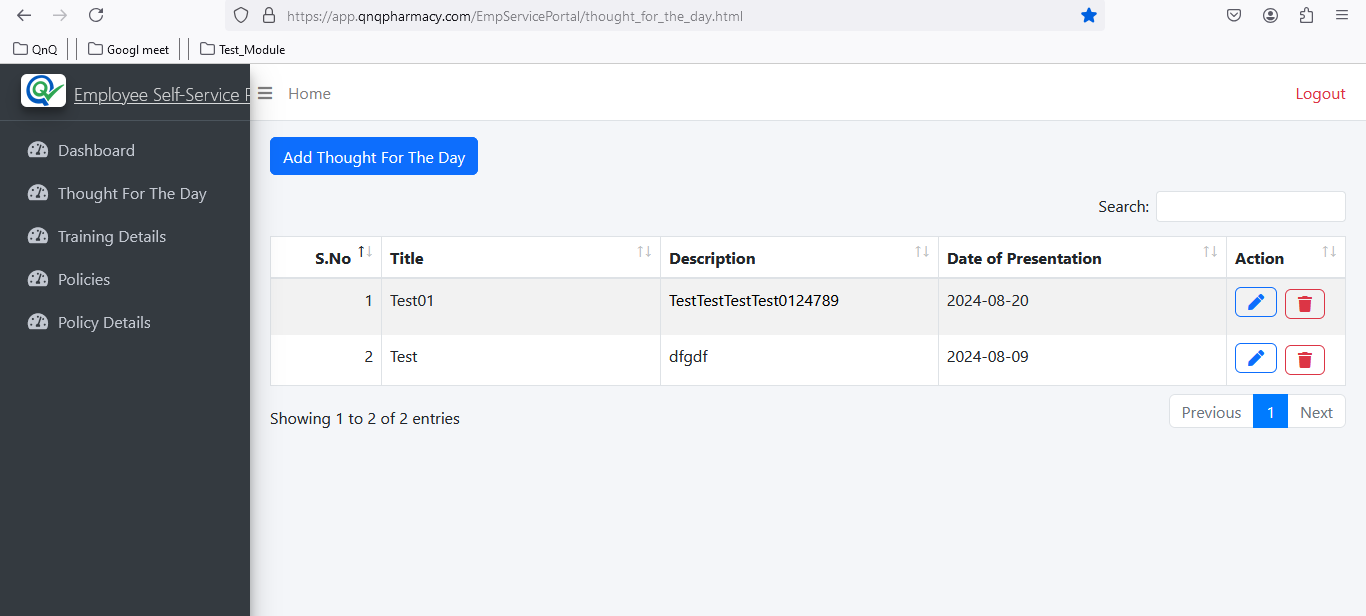 https://app.qnqpharmacy.com/EmpServicePortal/thought_for_the_day.html
QnQ Googl meet Test_Module
Employee Self-Service P Home Logout
Dashboard
Thought For The Day
Training Details
Policies
Policy Details
Add Thought For The Day
Search:
S.No Title Description Date of Presentation Action
1 Test01 TestTestTestTest0124789 2024-08-20
2 Test dfgdf 2024-08-09
Showing 1 to 2 of 2 entries Previous 1 Next